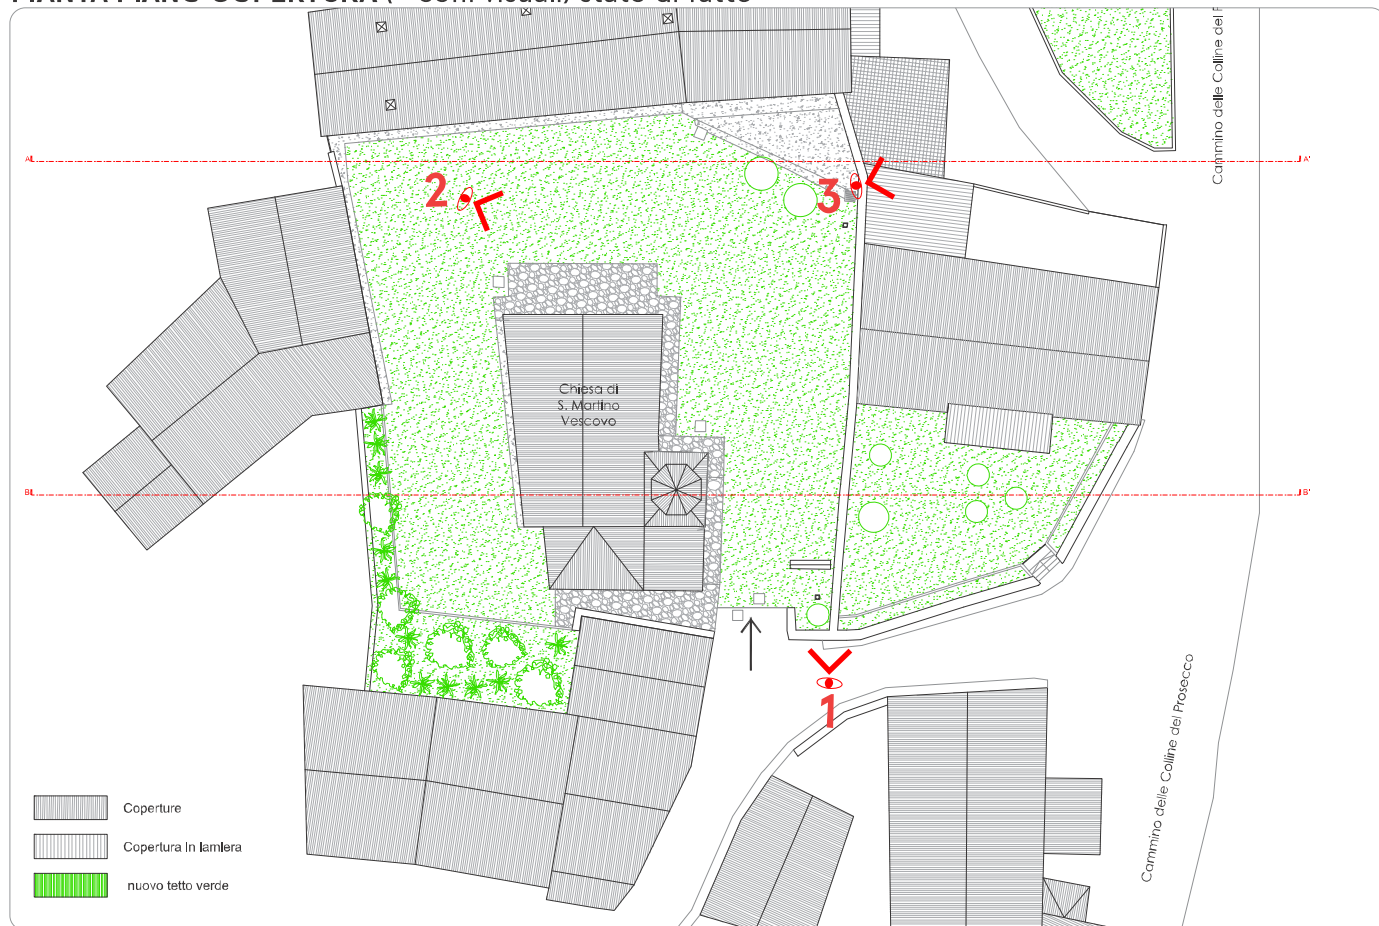 Cammino delle Colline del
A
A'
2
3
Chiesa di
S. Martino
Vescovo
B
B'
1
Cammino delle Colline del Prosecco
Coperture
Copertura in lamiera
nuovo tetto verde